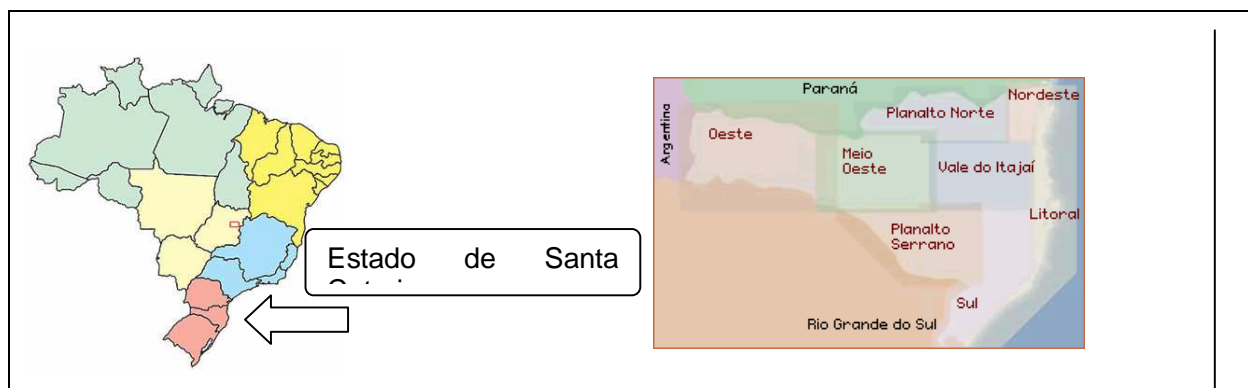 Estado de Santa
Paraná
Nordeste
Planalto Norte
Argentina
Oeste
Meio
Oeste
Vale do Itajaí
Litoral
Planalto
Serrano
Sul
Rio Grande do Sul